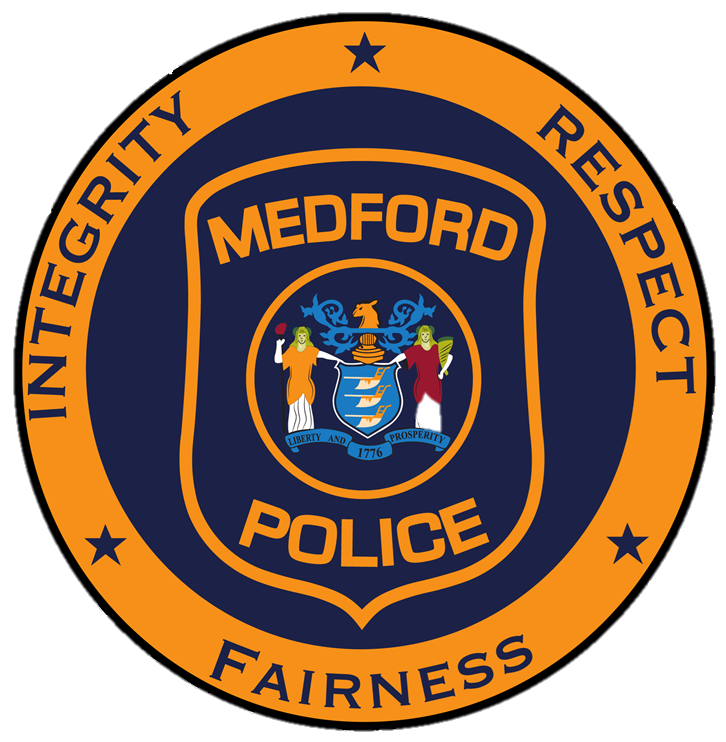 INTEGRITY
RESPECT
FAIRNESS
MEDFORD
LIBERTY AND
1776
PROSPERITY
POLICE